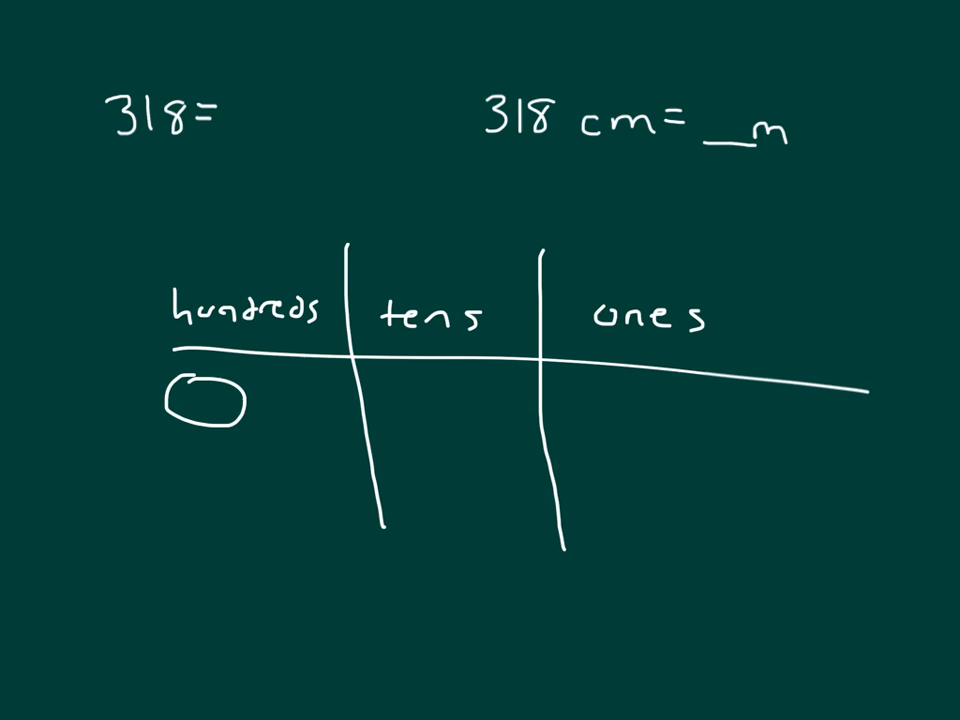 318=
318 cm= __m
hundreds tens ones